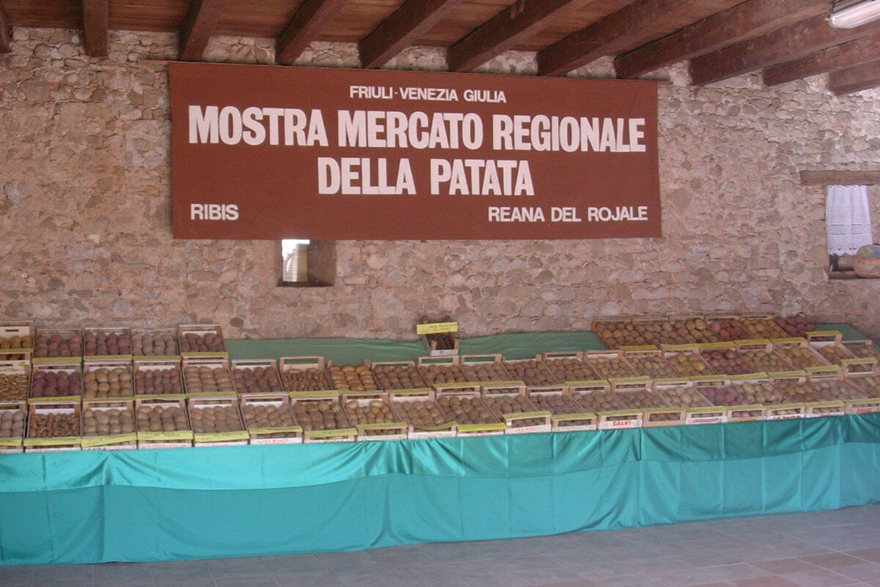 FRIULI-VENEZIA GIULIA
MOSTRA MERCATO REGIONALE
DELLA PATATA
RIBIS
REANA DEL ROJALE